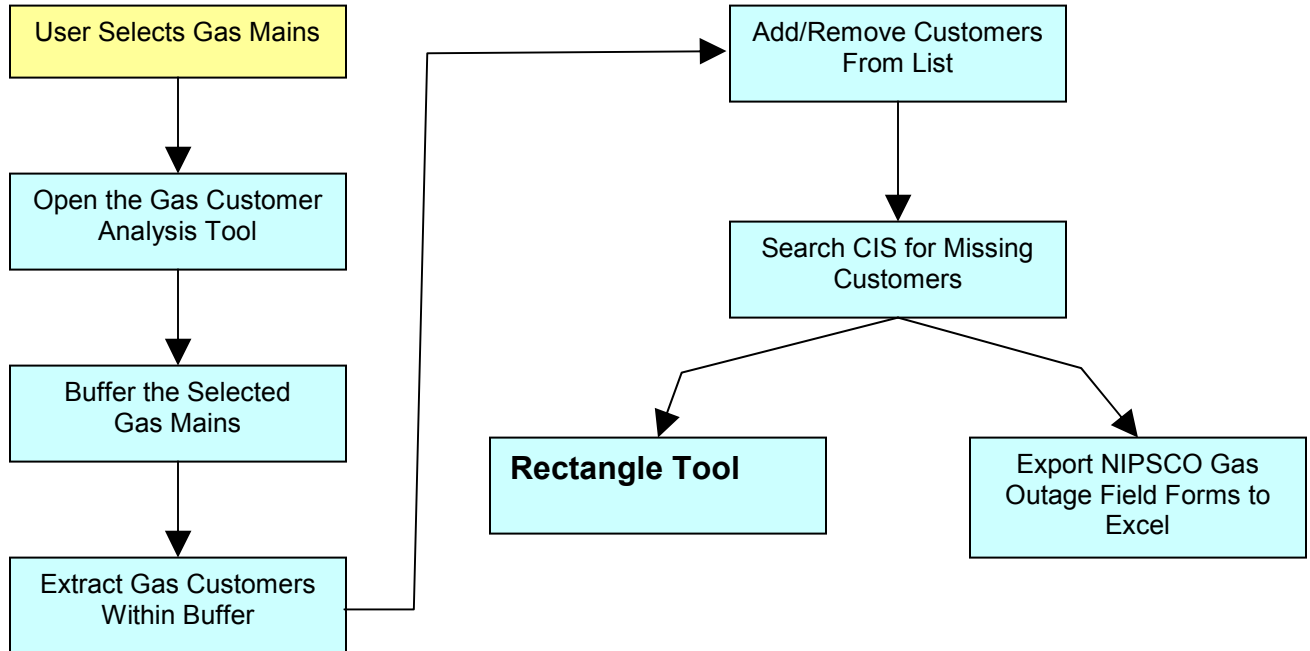 User Selects Gas Mains
Open the Gas Customer
Analysis Tool
Buffer the Selected
Gas Mains
Extract Gas Customers
Within Buffer
Add/Remove Customers
From List
Search CIS for Missing
Customers
Rectangle Tool
Export NIPSCO Gas
Outage Field Forms to
Excel